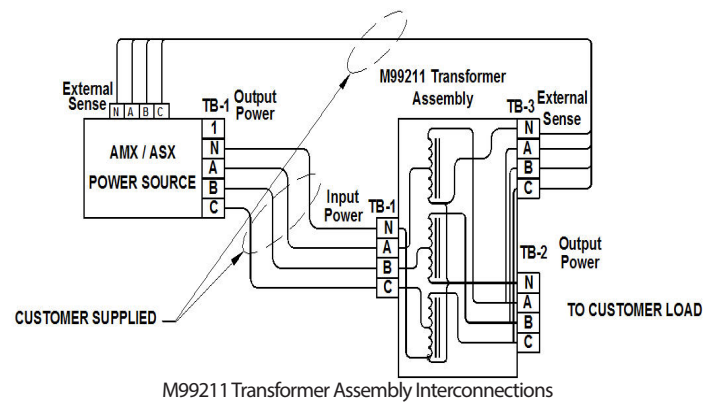 External
Sense
N A B C
TB-1 Output
Power
1
N
A
B
C
AMX / ASX
POWER SOURCE
M99211 Transformer
Assembly
TB-3 External
Sense
N
A
B
C
Input
Power
TB-1
N
A
B
C
TB-2 Output
Power
N
A
B
C
TO CUSTOMER LOAD
CUSTOMER SUPPLIED
M99211 Transformer Assembly Interconnections